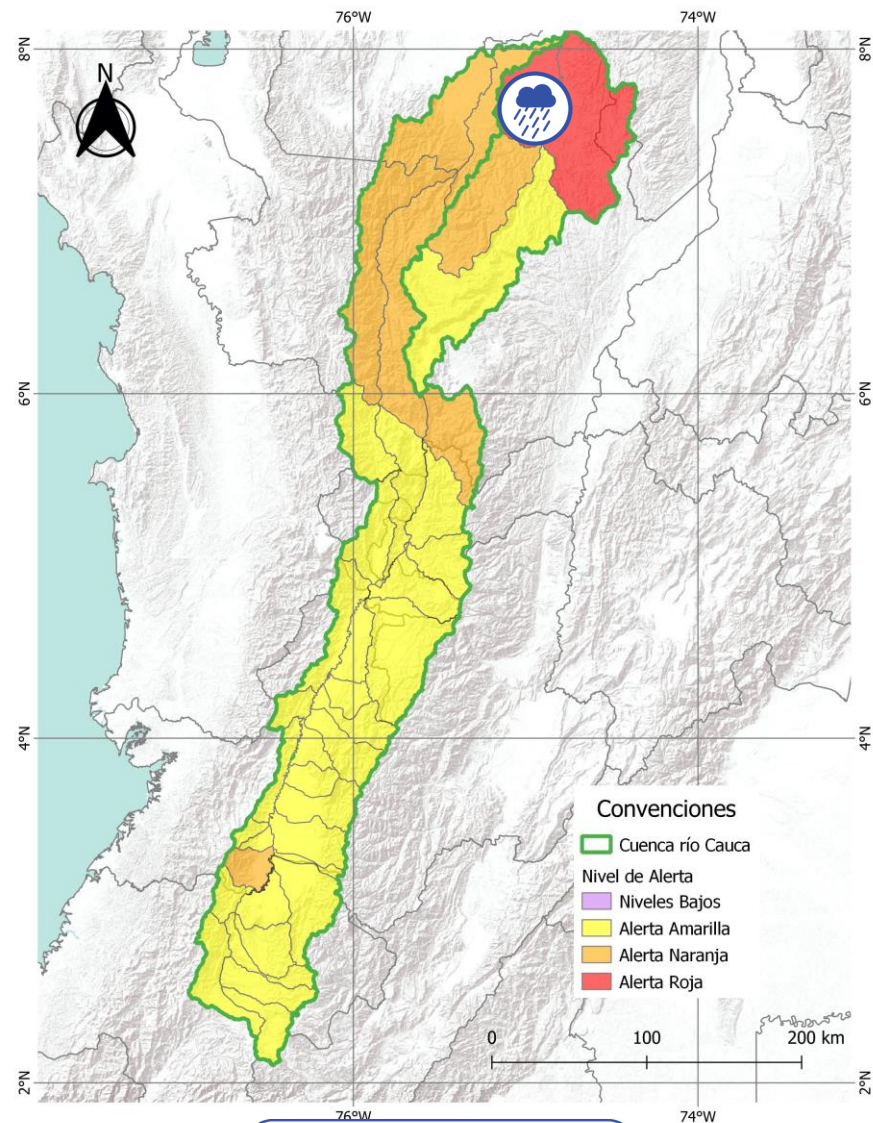 76°W
74°W
8°N
8°N
N
6°N
6°N
4°N
4°N
Convenciones
Cuenca río Cauca
Nivel de Alerta
Niveles Bajos
Alerta Amarilla
Alerta Naranja
Alerta Roja
0
100
200 km
2°N
2°N
76°W
74°W